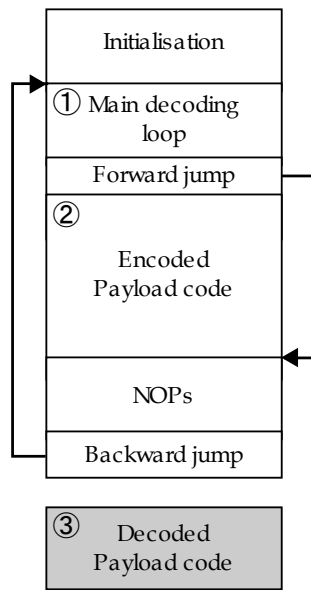 Initialisation
① Main decoding
loop
Forward jump
②
Encoded
Payload code
NOPs
Backward jump
③ Decoded
Payload code